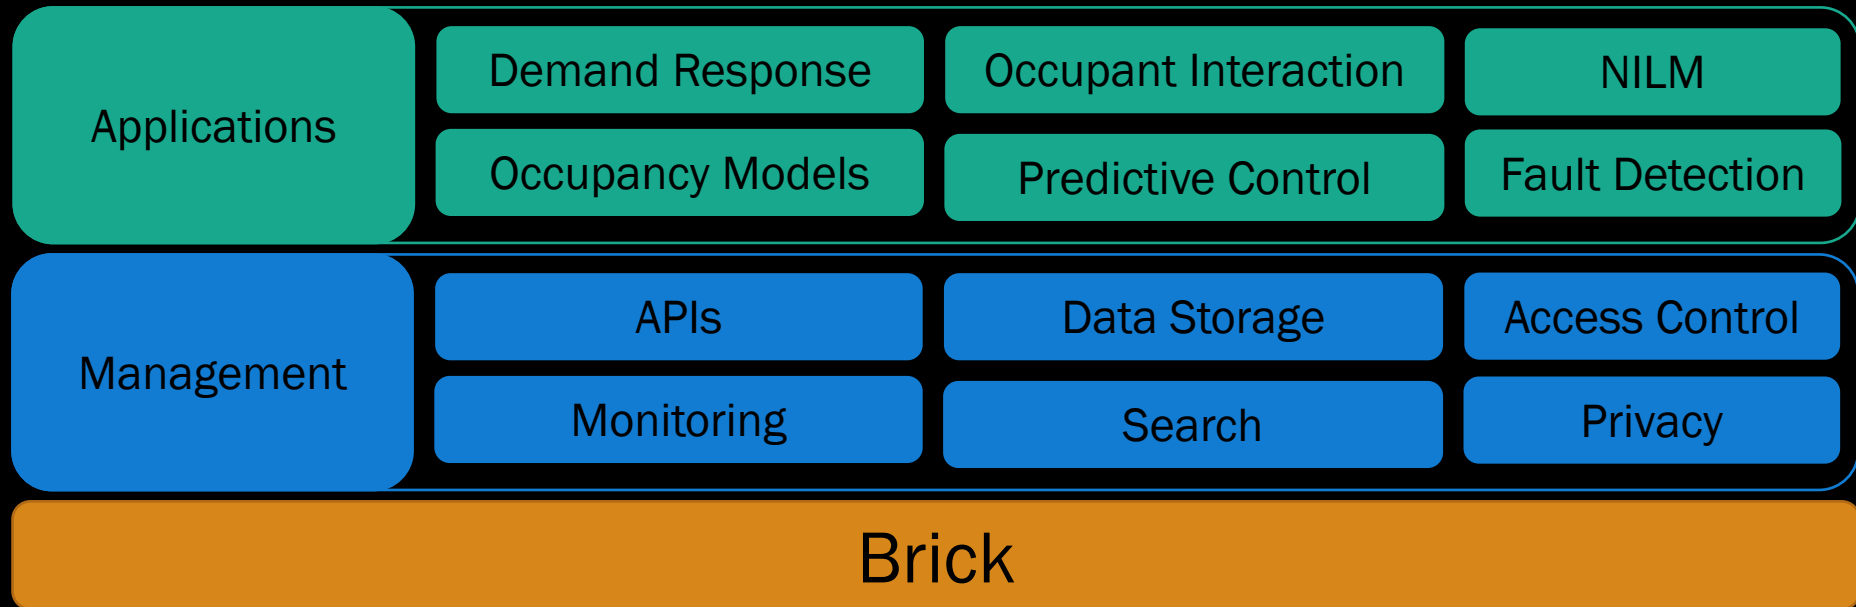 Applications
Demand Response
Occupant Interaction
NILM
Occupancy Models
Predictive Control
Fault Detection
Management
APIs
Data Storage
Access Control
Monitoring
Search
Privacy
Brick